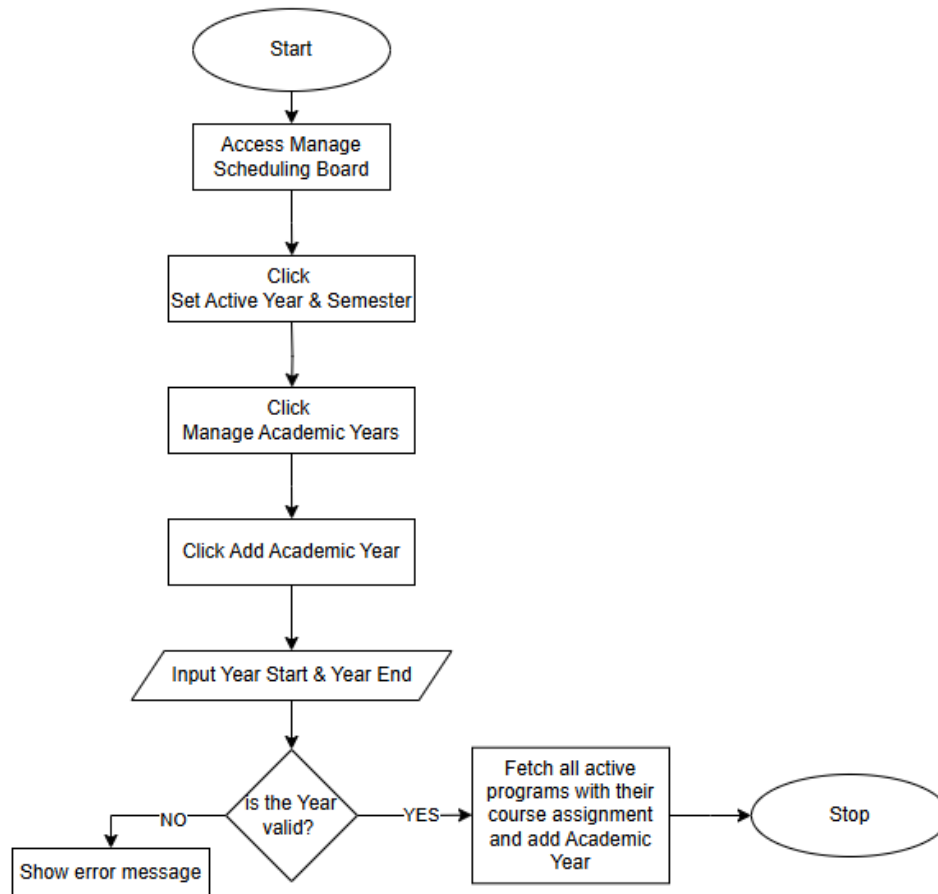 Start
Access Manage
Scheduling Board
Click
Set Active Year & Semester
Click
Manage Academic Years
Click Add Academic Year
Input Year Start & Year End
is the Year
valid?
NO
YES
Show error message
Fetch all active
programs with their
course assignment
and add Academic
Year
Stop